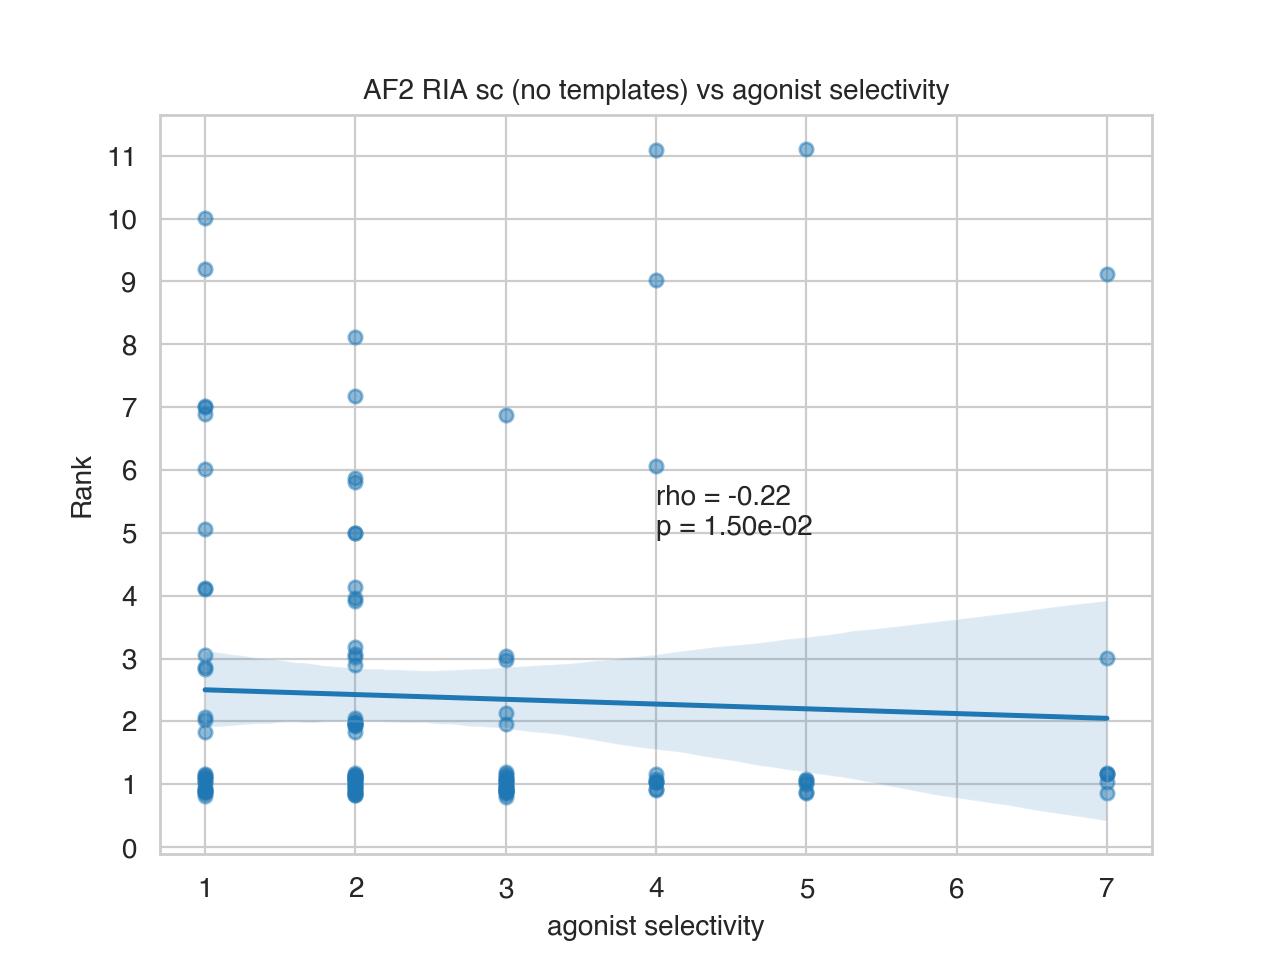 AF2 RIA sc (no templates) vs agonist selectivity
11
10
9
8
7
6
5
4
3
2
1
0
Rank
rho = -0.22
p = 1.50e-02
1 2 3 4 5 6 7
agonist selectivity